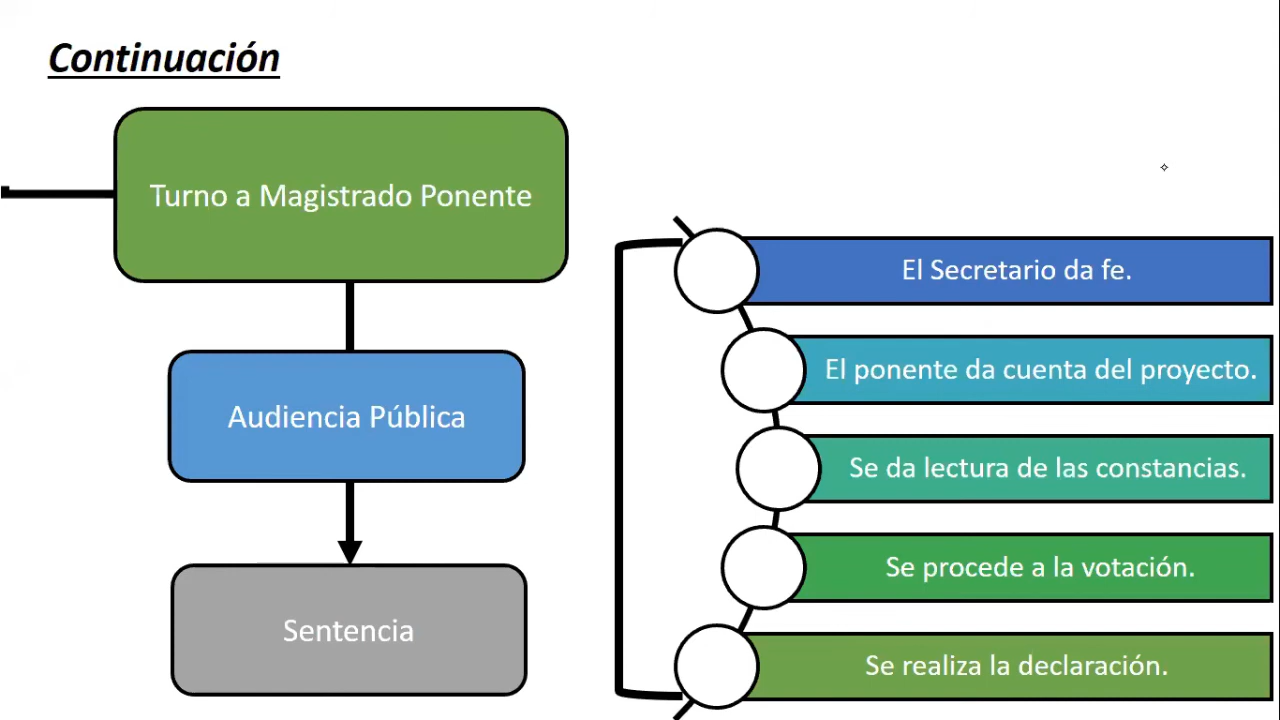 Continuación
Turno a Magistrado Ponente
Audiencia Pública
Sentencia
El Secretario da fe.
El ponente da cuenta del proyecto.
Se da lectura de las constancias.
Se procede a la votación.
Se realiza la declaración.